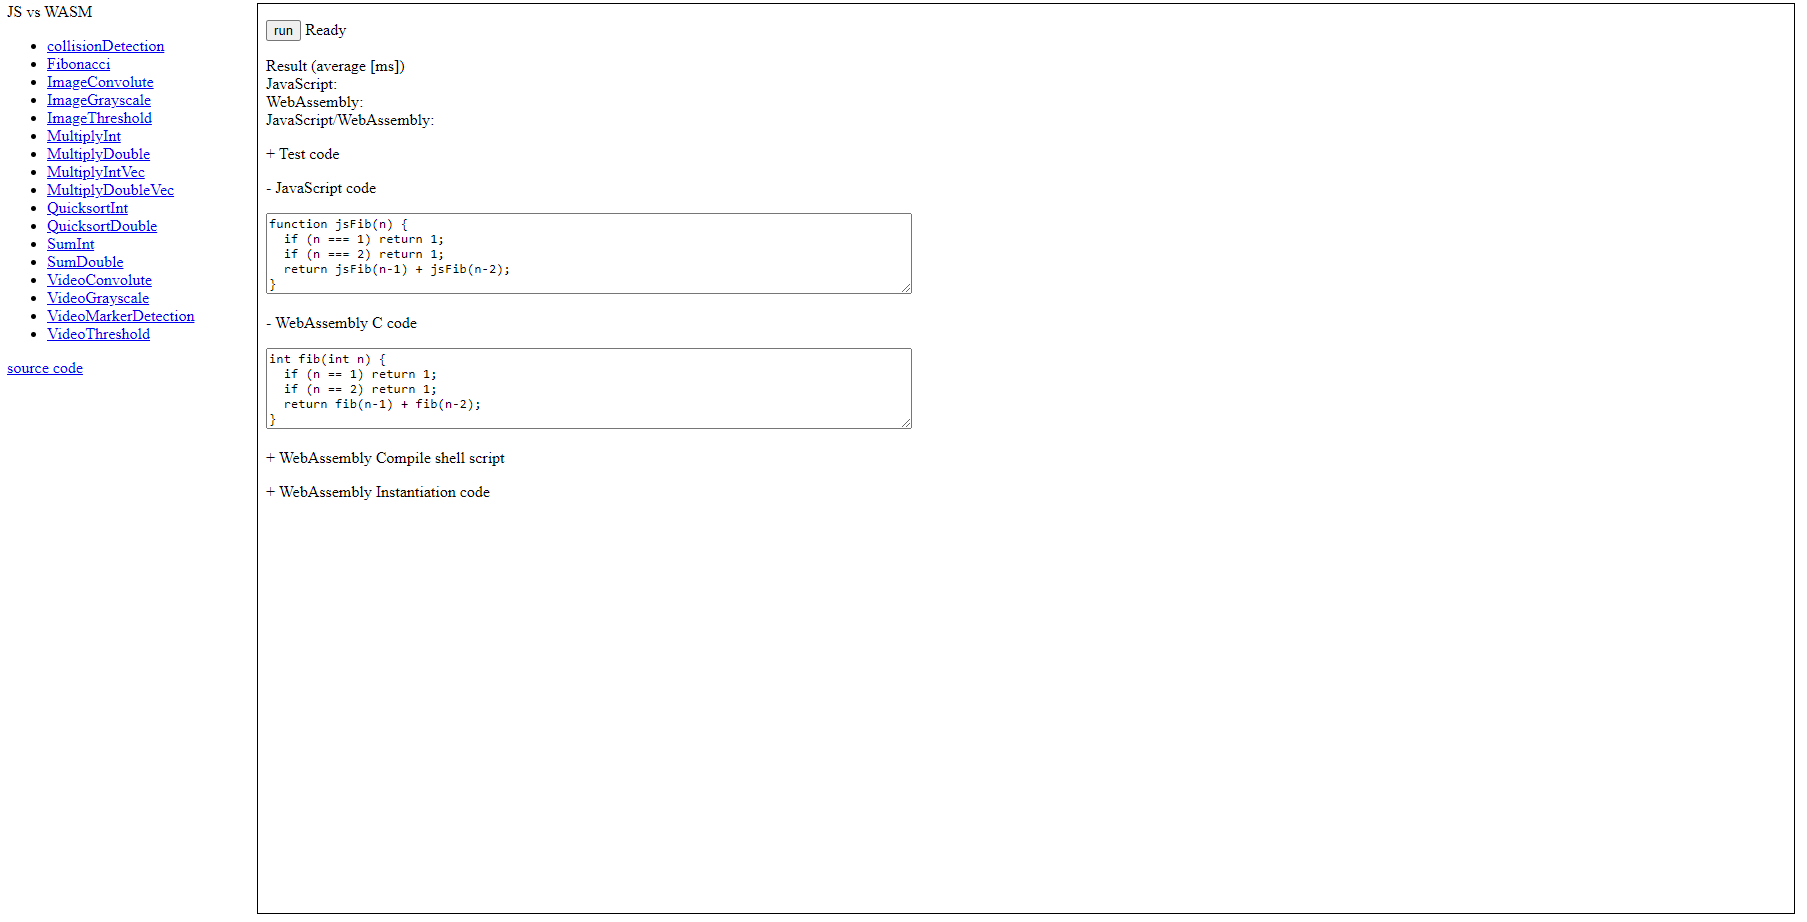 JS vs WASM
collisionDetection
Fibonacci
ImageConvolute
ImageGrayscale
ImageThreshold
MultiplyInt
MultiplyDouble
MultiplyIntVec
MultiplyDoubleVec
QuicksortInt
QuicksortDouble
SumInt
SumDouble
VideoConvolute
VideoGrayscale
VideoMarkerDetection
VideoThreshold
source code
run Ready
Result (average [ms])
JavaScript:
WebAssembly:
JavaScript/WebAssembly:
+ Test code
- JavaScript code
function jsFib(n) {
  if (n === 1) return 1;
  if (n === 2) return 1;
  return jsFib(n-1) + jsFib(n-2);
}
- WebAssembly C code
int fib(int n) {
  if (n == 1) return 1;
  if (n == 2) return 1;
  return fib(n-1) + fib(n-2);
}
+ WebAssembly Compile shell script
+ WebAssembly Instantiation code